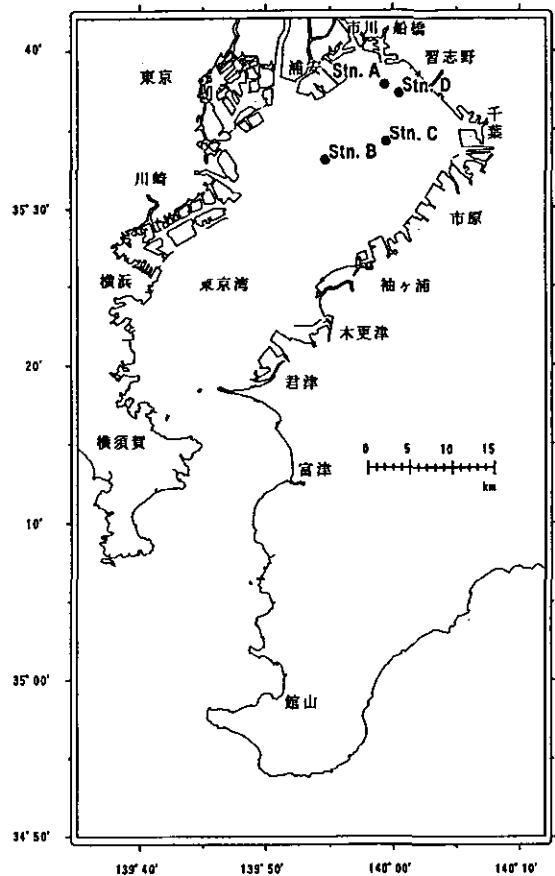 40'
市川
船橋
東京
浦安
習志野
Stn. A
Stn. D
千葉
Stn. C
Stn. B
川崎
35°30'
市原
横浜
東京湾
袖ヶ浦
木更津
20'
君津
横須賀
0 5 10 15
km
富津
10'
35°00'
館山
34°50'
139°40'
139°50'
140°00'
140°10'